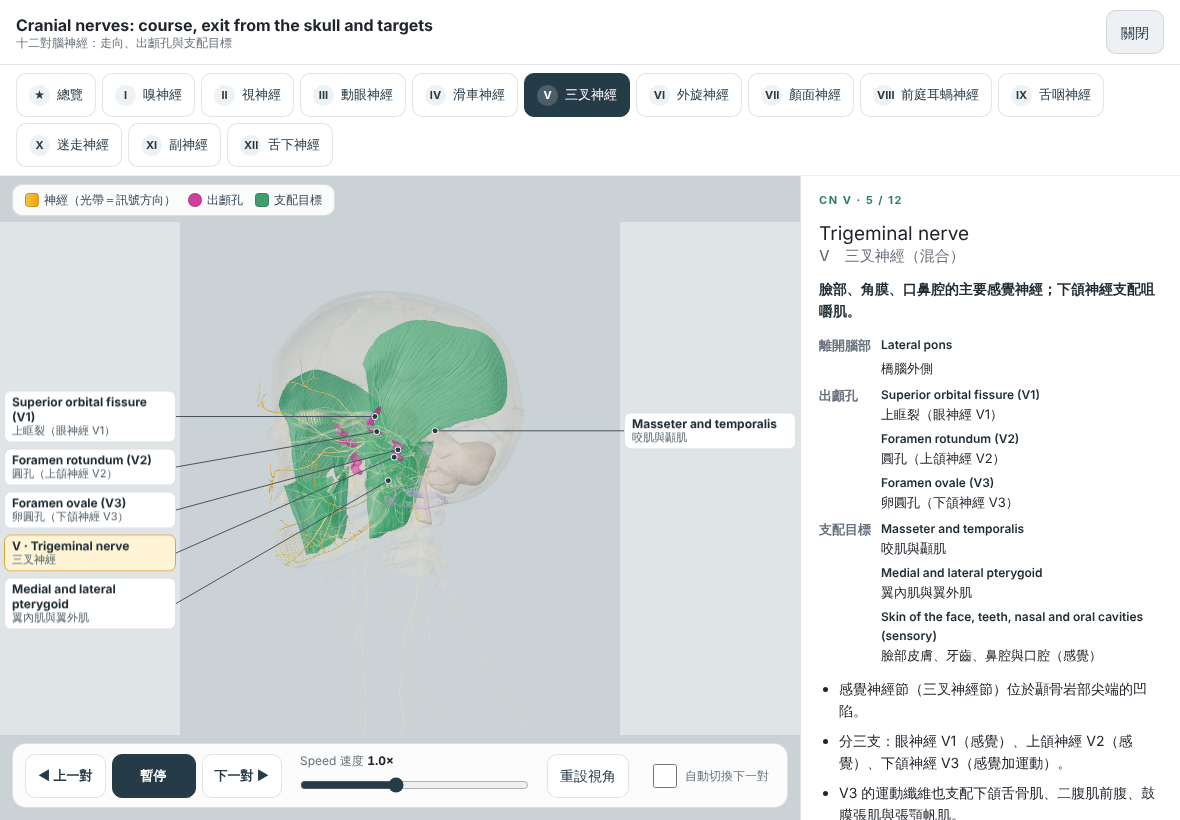 Cranial nerves: course, exit from the skull and targets
十二對腦神經：走向、出顱孔與支配目標
關閉
★ 總覽
I 嗅神經
II 視神經
III 動眼神經
IV 滑車神經
V 三叉神經
VI 外旋神經
VII 顏面神經
VIII 前庭耳蝸神經
IX 舌咽神經
X 迷走神經
XI 副神經
XII 舌下神經
神經（光帶＝訊號方向）
出顱孔
支配目標
Superior orbital fissure
(V1)
上眶裂（眼神經 V1）
Foramen rotundum (V2)
圓孔（上頜神經 V2）
Foramen ovale (V3)
卵圓孔（下頜神經 V3）
V · Trigeminal nerve
三叉神經
Medial and lateral
pterygoid
翼內肌與翼外肌
Masseter and temporalis
咬肌與顳肌
◀ 上一對
暫停
下一對 ▶
Speed 速度 1.0×
重設視角
自動切換下一對
CN V · 5 / 12
Trigeminal nerve
V 三叉神經（混合）
臉部、角膜、口鼻腔的主要感覺神經；下頜神經支配咀
嚼肌。
離開腦部 Lateral pons
橋腦外側
出顱孔 Superior orbital fissure (V1)
上眶裂（眼神經 V1）
Foramen rotundum (V2)
圓孔（上頜神經 V2）
Foramen ovale (V3)
卵圓孔（下頜神經 V3）
支配目標 Masseter and temporalis
咬肌與顳肌
Medial and lateral pterygoid
翼內肌與翼外肌
Skin of the face, teeth, nasal and oral cavities
(sensory)
臉部皮膚、牙齒、鼻腔與口腔（感覺）
• 感覺神經節（三叉神經節）位於顳骨岩部尖端的凹
陷。
• 分三支：眼神經 V1（感覺）、上頜神經 V2（感
覺）、下頜神經 V3（感覺加運動）。
• V3 的運動纖維也支配下頜舌骨肌、二腹肌前腹、鼓
膜張肌與張顎帆肌。